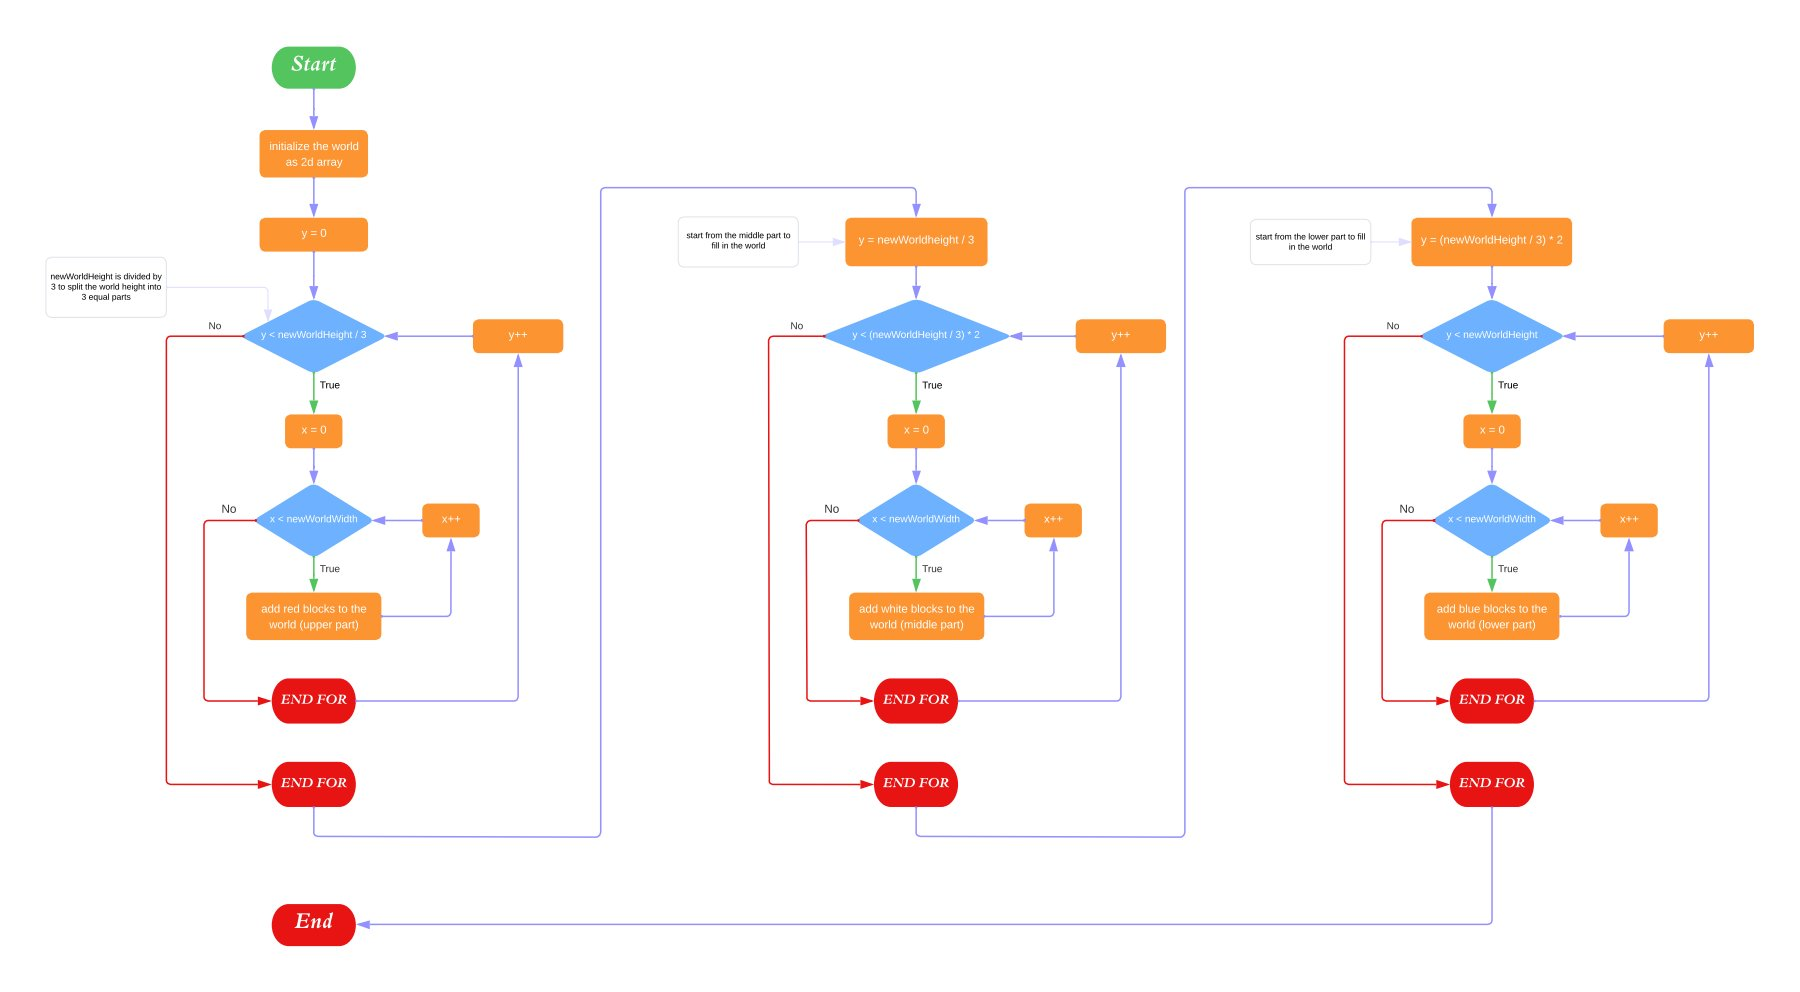 Start
initialize the world
as 2d array
y = 0
newWorldHeight is divided by
3 to split the world height into
3 equal parts
No
y < newWorldHeight / 3
y++
True
x = 0
No
x < newWorldWidth
x++
True
add red blocks to the
world (upper part)
END FOR
END FOR
start from the middle part to
fill in the world
y = newWorldheight / 3
No
y < (newWorldHeight / 3) * 2
y++
True
x = 0
No
x < newWorldWidth
x++
True
add white blocks to the
world (middle part)
END FOR
END FOR
start from the lower part to fill
in the world
y = (newWorldHeight / 3) * 2
No
y < newWorldHeight
y++
True
x = 0
No
x < newWorldWidth
x++
True
add blue blocks to the
world (lower part)
END FOR
END FOR
End